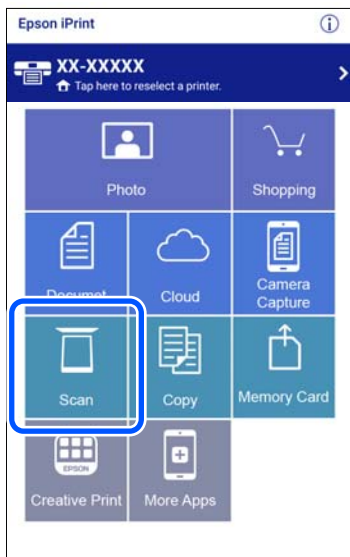 Epson iPrint
XX-XXXXX
Tap here to reselect a printer.
Photo
Shopping
Documet
Cloud
Camera
Capture
Scan
Copy
Memory Card
EPSON
Creative Print
More Apps